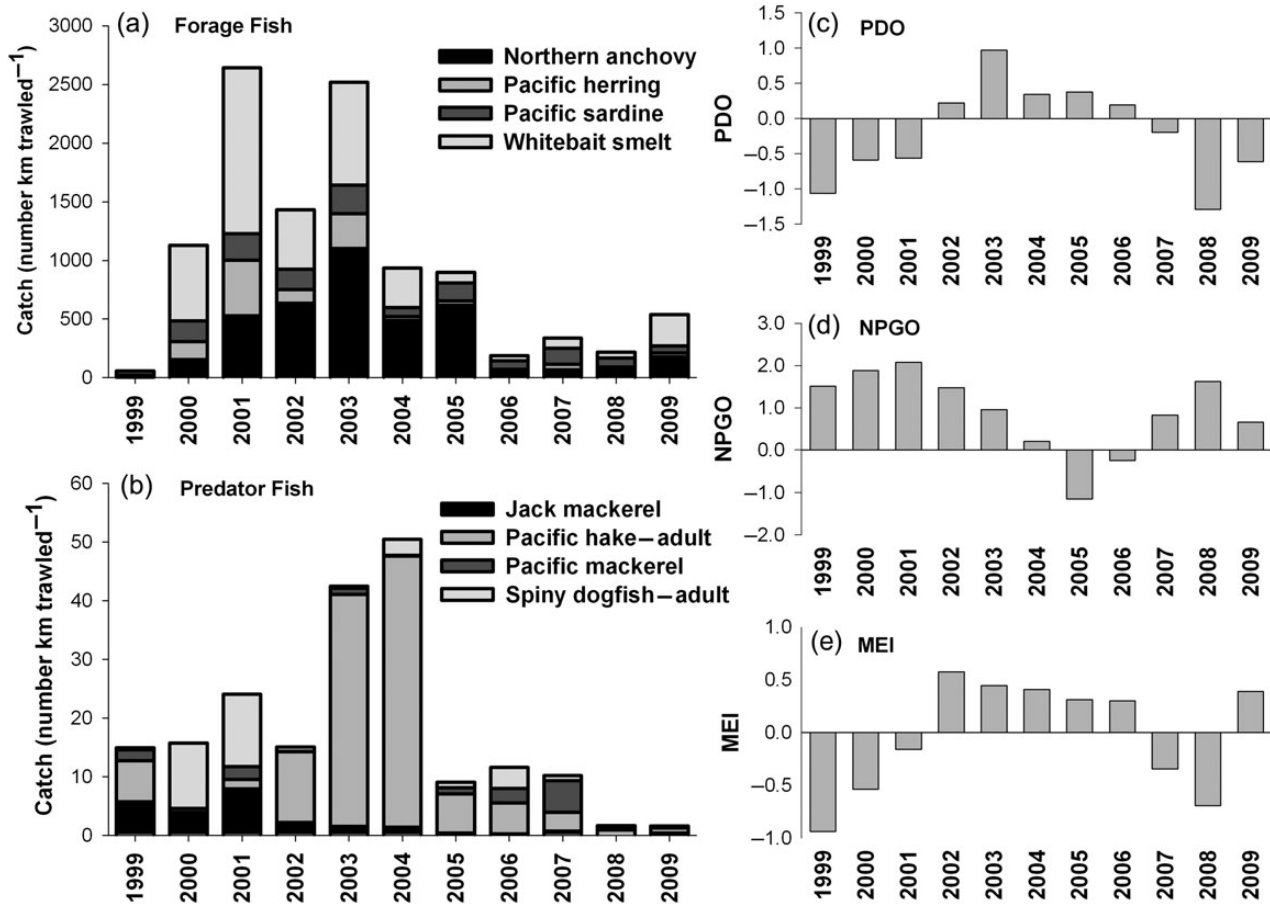 (a) Forage Fish
Northern anchovy
Pacific herring
Pacific sardine
Whitebait smelt
Catch (number km trawled⁻¹)
3000
2500
2000
1500
1000
500
0
1999 2000 2001 2002 2003 2004 2005 2006 2007 2008 2009
(b) Predator Fish
Jack mackerel
Pacific hake–adult
Pacific mackerel
Spiny dogfish–adult
Catch (number km trawled⁻¹)
60
50
40
30
20
10
0
1999 2000 2001 2002 2003 2004 2005 2006 2007 2008 2009
(c) PDO
PDO
1.5
1.0
0.5
0.0
–0.5
–1.0
–1.5
1999 2000 2001 2002 2003 2004 2005 2006 2007 2008 2009
(d) NPGO
NPGO
3.0
2.0
1.0
0.0
–1.0
–2.0
1999 2000 2001 2002 2003 2004 2005 2006 2007 2008 2009
(e) MEI
MEI
1.0
0.5
0.0
–0.5
–1.0
1999 2000 2001 2002 2003 2004 2005 2006 2007 2008 2009